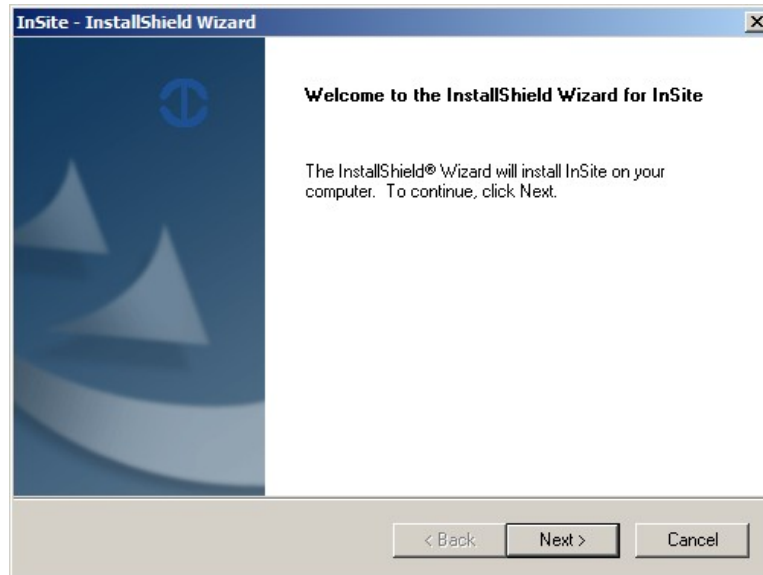 InSite - InstallShield Wizard
Welcome to the InstallShield Wizard for InSite
The InstallShield® Wizard will install InSite on your
computer.  To continue, click Next.
< Back
Next >
Cancel